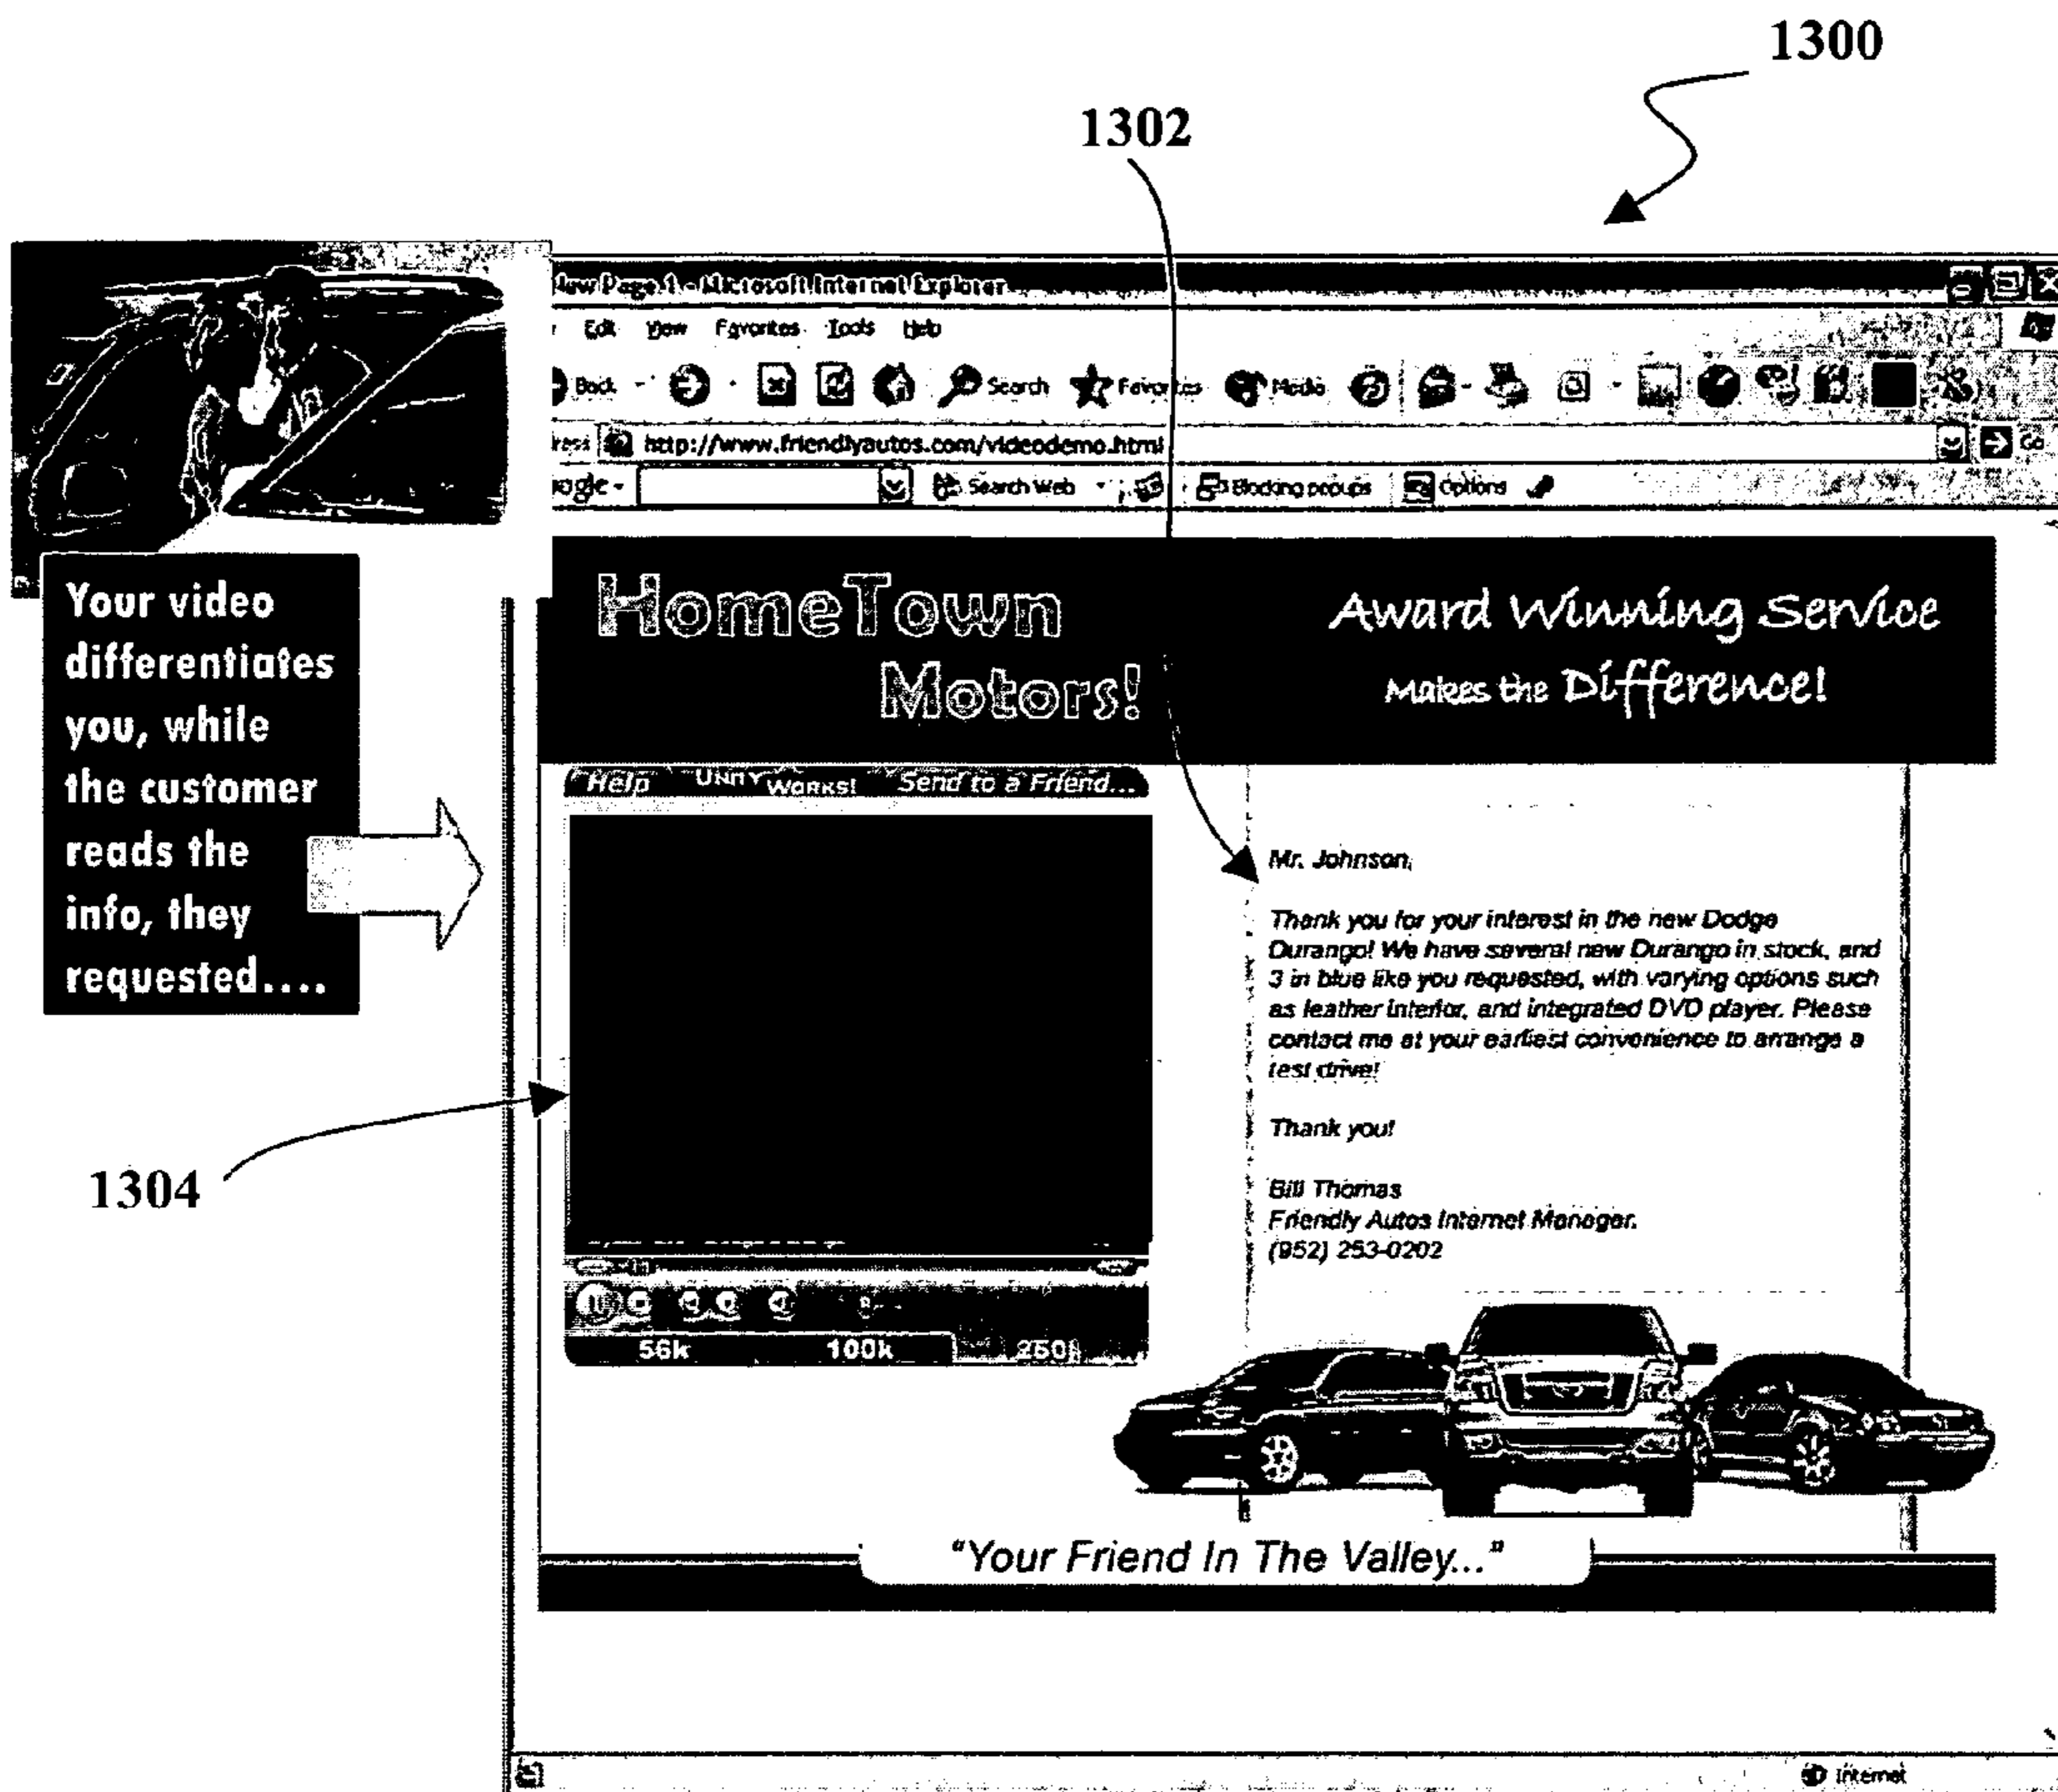 1300
1302
New Page 1 - Microsoft Internet Explorer
Edit View Favorites Tools Help
Back Search Favorites Media
http://www.friendlyautos.com/videodemo.html Go
Search Web Blocking popups Options
HomeTown
Motors!
Award Winning Service
Makes the Difference!
Your video
differentiates
you, while
the customer
reads the
info, they
requested....
Help UNITY WORKS! Send to a Friend...
Mr. Johnson,
Thank you for your interest in the new Dodge
Durango! We have several new Durango in stock, and
3 in blue like you requested, with varying options such
as leather interior, and integrated DVD player. Please
contact me at your earliest convenience to arrange a
test drive!
Thank you!
Bill Thomas
Friendly Autos Internet Manager.
(952) 253-0202
1304
56k 100k 250k
"Your Friend In The Valley..."
Internet